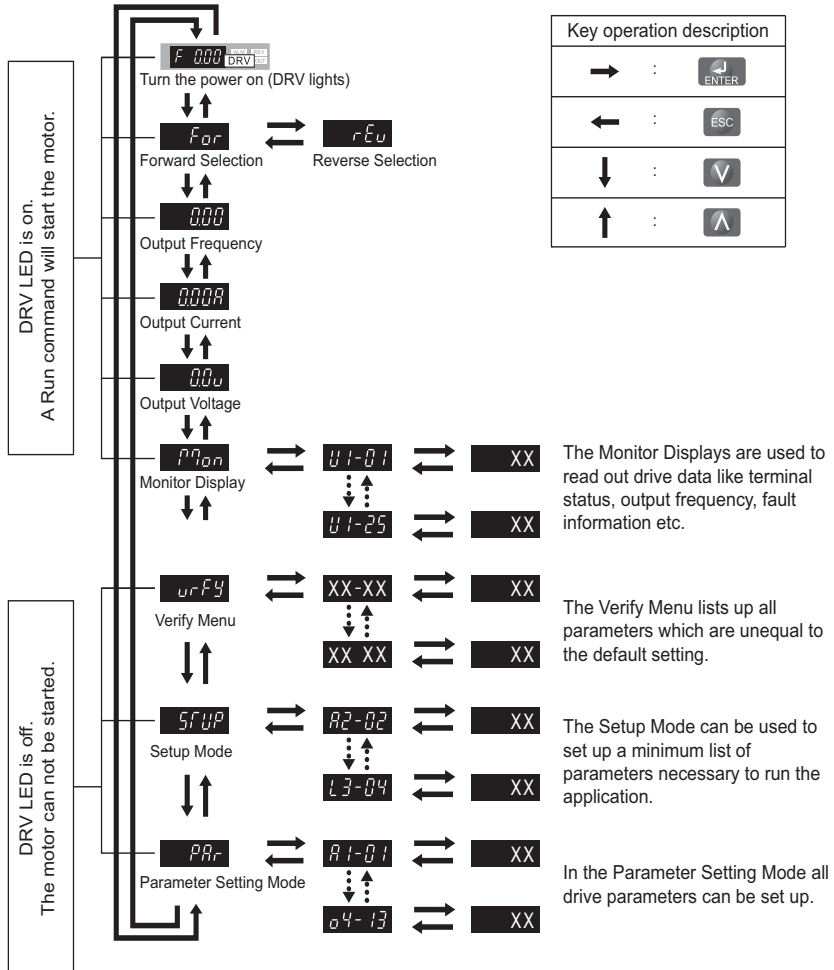 F 0.00 ALM REV DRV OUT
Turn the power on (DRV lights)
For
Forward Selection
rEv
Reverse Selection
0.00
Output Frequency
0.00A
Output Current
0.0v
Output Voltage
Mon
Monitor Display
U1-01
XX
U1-25
XX
The Monitor Displays are used to
read out drive data like terminal
status, output frequency, fault
information etc.
vrFY
Verify Menu
XX-XX
XX
XX XX
XX
The Verify Menu lists up all
parameters which are unequal to
the default setting.
STUP
Setup Mode
A2-02
XX
L3-04
XX
The Setup Mode can be used to
set up a minimum list of
parameters necessary to run the
application.
PAr
Parameter Setting Mode
A1-01
XX
o4-13
XX
In the Parameter Setting Mode all
drive parameters can be set up.
DRV LED is on.
A Run command will start the motor.
DRV LED is off.
The motor can not be started.
Key operation description
: ENTER
: ESC
: V
: Λ